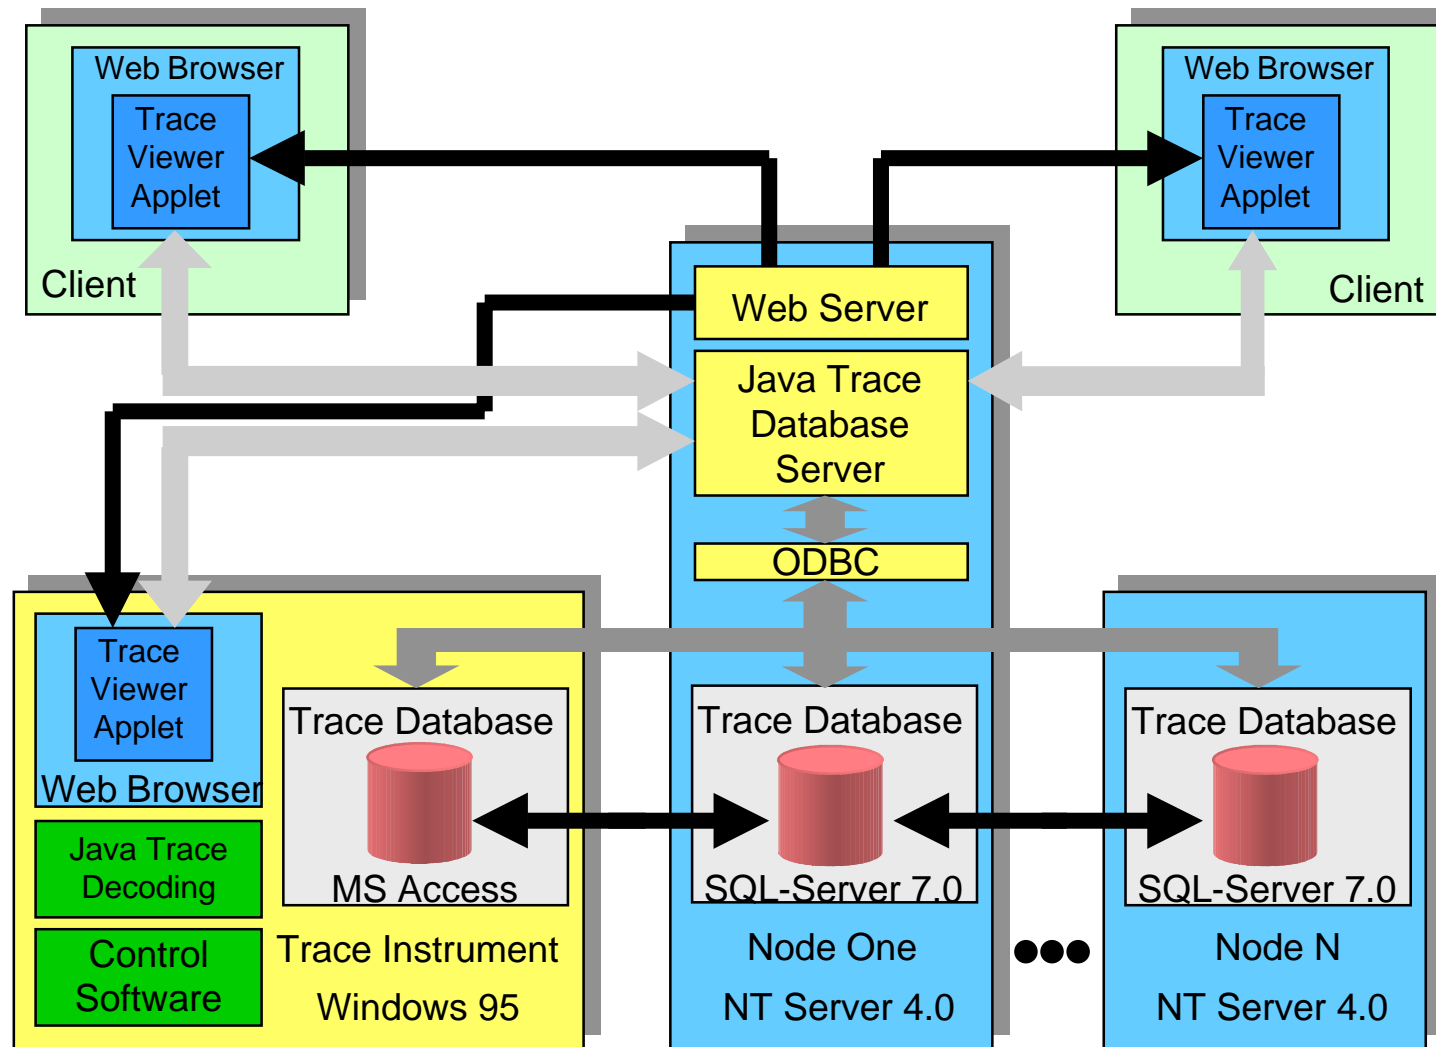 Web Browser
Trace
Viewer
Applet
Client
Web Browser
Trace
Viewer
Applet
Client
Web Server
Java Trace
Database
Server
ODBC
Trace
Viewer
Applet
Web Browser
Java Trace
Decoding
Control
Software
Trace Database
MS Access
Trace Instrument
Windows 95
Trace Database
SQL-Server 7.0
Node One
NT Server 4.0
Trace Database
SQL-Server 7.0
Node N
NT Server 4.0